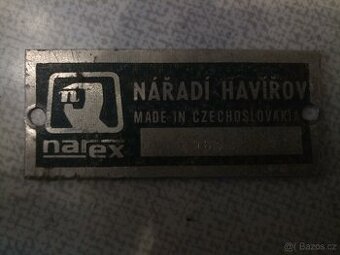 n
narex
NÁŘADÍ HAVÍŘOV
MADE IN CZECHOSLOVAKIA
© Bazos.cz